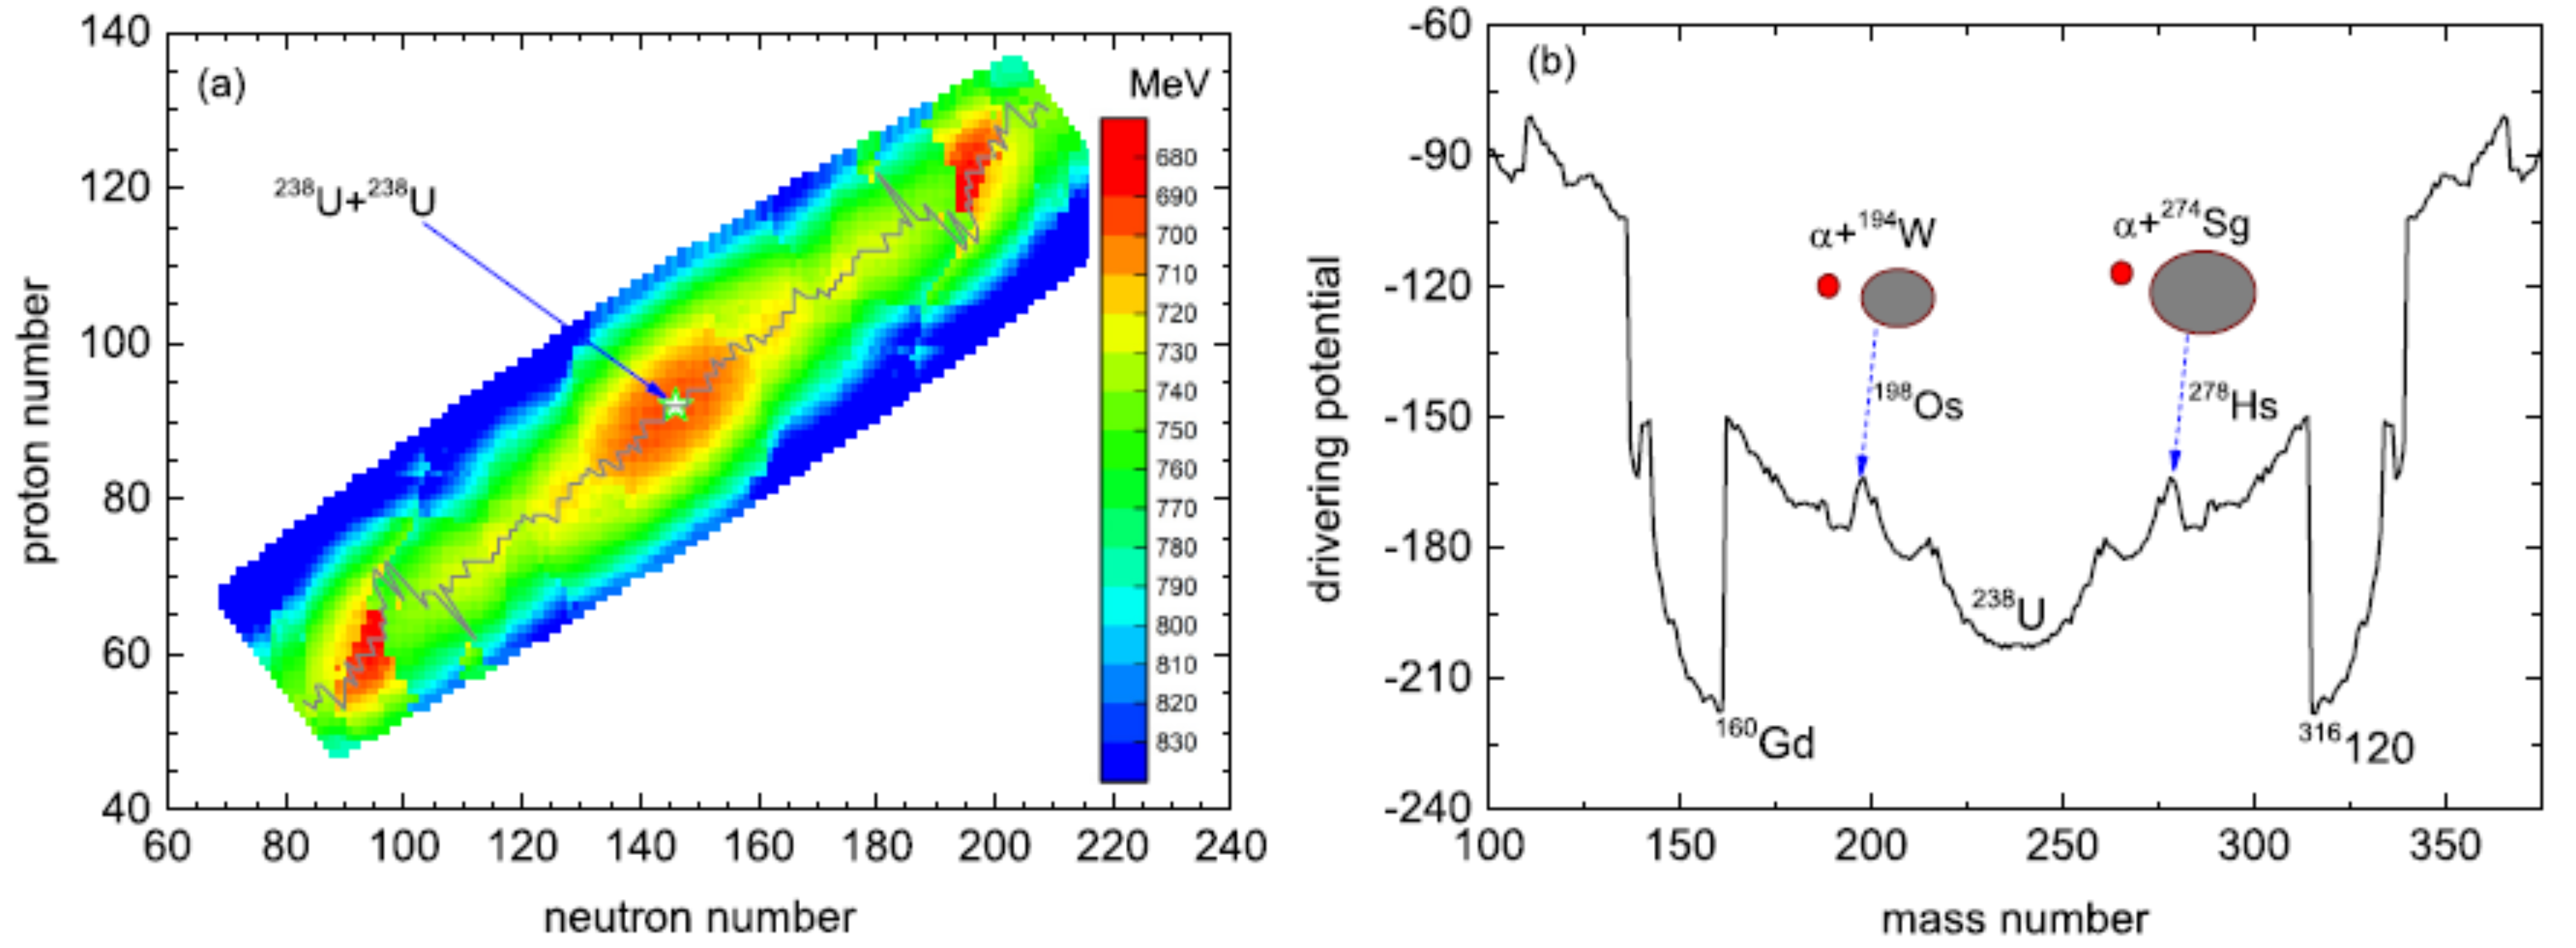 (a)
MeV
²³⁸U+²³⁸U
140
120
100
80
60
40
60 80 100 120 140 160 180 200 220 240
proton number
neutron number
680
690
700
710
720
730
740
750
760
770
780
790
800
810
820
830
(b)
-60
-90
-120
-150
-180
-210
-240
100 150 200 250 300 350
drivering potential
mass number
α+¹⁹⁴W
α+²⁷⁴Sg
¹⁹⁸Os
²⁷⁸Hs
²³⁸U
¹⁶⁰Gd
³¹⁶120